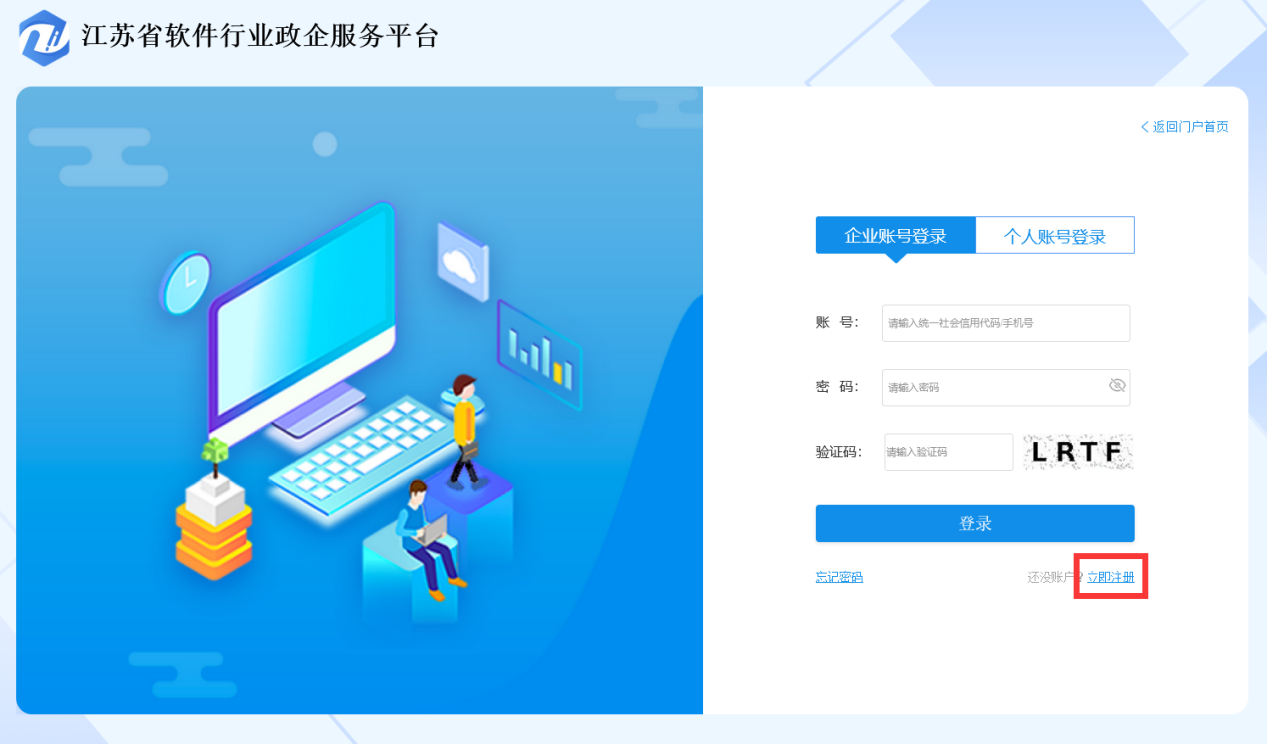 江苏省软件行业政企服务平台
返回门户首页
企业账号登录 个人账号登录
账 号： 请输入统一社会信用代码/手机号
密 码： 请输入密码
验证码： 请输入验证码 LRTF
登录
忘记密码 还没账户？立即注册